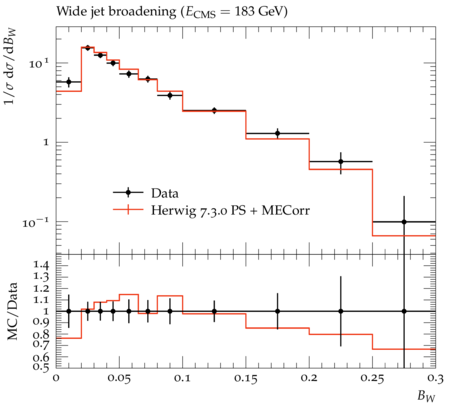 Wide jet broadening (E_CMS = 183 GeV)
1/σ dσ/dB_W
10^1
1
10^−1
Data
Herwig 7.3.0 PS + MECorr
MC/Data
1.4
1.3
1.2
1.1
1.0
0.9
0.8
0.7
0.6
0.5
0 0.05 0.1 0.15 0.2 0.25 0.3
B_W